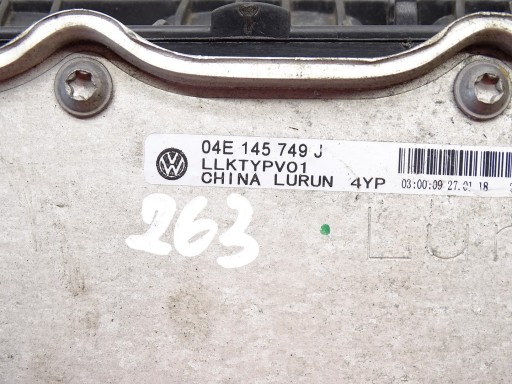 04E 145 749 J
LLKTYPV01
CHINA LURUN 4YP
03:00:09 27.01.18
263
Lur